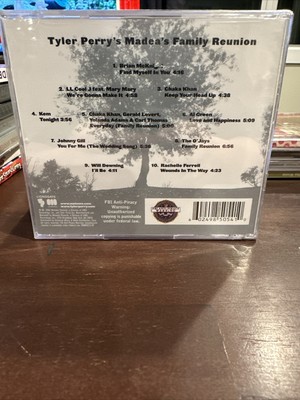 Tyler Perry's Madea's Family Reunion
1 Brian McKnight
Find Myself In You 4:18
2. LL Cool J feat. Mary Mary
We're Gonna Make It 4:38
3. Chaka Khan
Keep Your Head Up 4:38
4. Kem
Tonight 3:56
5. Chaka Khan, Gerald Levert,
Yolanda Adams & Carl Thomas
Everyday (Family Reunion) 5:05
6. Al Green
Love and Happiness 5:09
7. Johnny Gill
You For Me (The Wedding Song) 5:38
8. The O'Jays
Family Reunion 6:56
9. Will Downing
I'll Be 4:11
10. Rachelle Ferrell
Wounds In The Way 4:23
FBI Anti-Piracy
Warning:
Unauthorized
copying is punishable
under federal law.